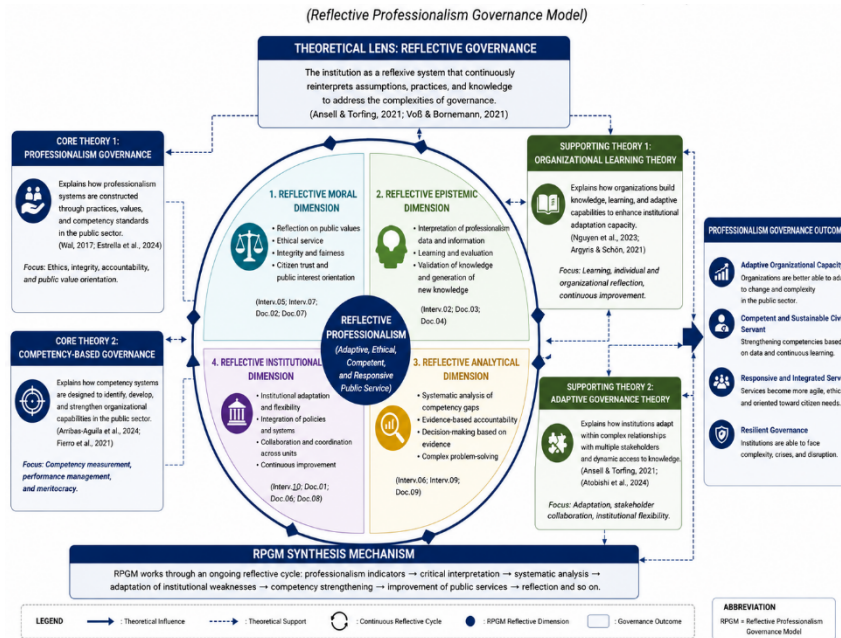 (Reflective Professionalism Governance Model)
THEORETICAL LENS: REFLECTIVE GOVERNANCE
The institution as a reflexive system that continuously
reinterprets assumptions, practices, and knowledge
to address the complexities of governance.
(Ansell & Torfing, 2021; Voß & Bornemann, 2021)
CORE THEORY 1:
PROFESSIONALISM GOVERNANCE
Explains how professionalism
systems are constructed
through practices, values,
and competency standards
in the public sector.
(Wal, 2017; Estrella et al., 2024)
Focus: Ethics, integrity, accountability,
and public value orientation.
CORE THEORY 2:
COMPETENCY-BASED GOVERNANCE
Explains how competency systems
are designed to identify, develop,
and strengthen organizational
capabilities in the public sector.
(Arribas-Aguila et al., 2024;
Fierro et al., 2021)
Focus: Competency measurement,
performance management,
and meritocracy.
1. REFLECTIVE MORAL
DIMENSION
• Reflection on public values
• Ethical service
• Integrity and fairness
• Citizen trust and
public interest orientation
(Interv.05; Interv.07;
Doc.02; Doc.07)
2. REFLECTIVE EPISTEMIC
DIMENSION
• Interpretation of professionalism
data and information
• Learning and evaluation
• Validation of knowledge
and generation of
new knowledge
(Interv.02; Doc.03;
Doc.04)
REFLECTIVE
PROFESSIONALISM
(Adaptive, Ethical,
Competent,
and Responsive
Public Service)
4. REFLECTIVE INSTITUTIONAL
DIMENSION
• Institutional adaptation
and flexibility
• Integration of policies
and systems
• Collaboration and coordination
across units
• Continuous improvement
(Interv.10; Doc.01;
Doc.06; Doc.08)
3. REFLECTIVE ANALYTICAL
DIMENSION
• Systematic analysis of
competency gaps
• Evidence-based accountability
• Decision-making based on
evidence
• Complex problem-solving
(Interv.06; Interv.09;
Doc.09)
SUPPORTING THEORY 1:
ORGANIZATIONAL LEARNING THEORY
Explains how organizations build
knowledge, learning, and adaptive
capabilities to enhance institutional
adaptation capacity.
(Nguyen et al., 2023;
Argyris & Schön, 2021)
Focus: Learning, individual and
organizational reflection,
continuous improvement.
SUPPORTING THEORY 2:
ADAPTIVE GOVERNANCE THEORY
Explains how institutions adapt
within complex relationships
with multiple stakeholders
and dynamic access to knowledge.
(Ansell & Torfing, 2021;
(Atobishi et al., 2024)
Focus: Adaptation, stakeholder
collaboration, institutional flexibility.
PROFESSIONALISM GOVERNANCE OUTCOM
Adaptive Organizational Capacity
Organizations are better able to ada
to change and complexity
in the public sector.
Competent and Sustainable Civi
Servant
Strengthening competencies based
on data and continuous learning.
Responsive and Integrated Serv
Services become more agile, ethic
and oriented toward citizen needs.
Resilient Governance
Institutions are able to face
complexity, crises, and disruption.
RPGM SYNTHESIS MECHANISM
RPGM works through an ongoing reflective cycle: professionalism indicators → critical interpretation → systematic analysis →
adaptation of institutional weaknesses → competency strengthening → improvement of public services → reflection and so on.
LEGEND : Theoretical Influence : Theoretical Support : Continuous Reflective Cycle : RPGM Reflective Dimension : Governance Outcome
ABBREVIATION
RPGM = Reflective Professionalism
Governance Model